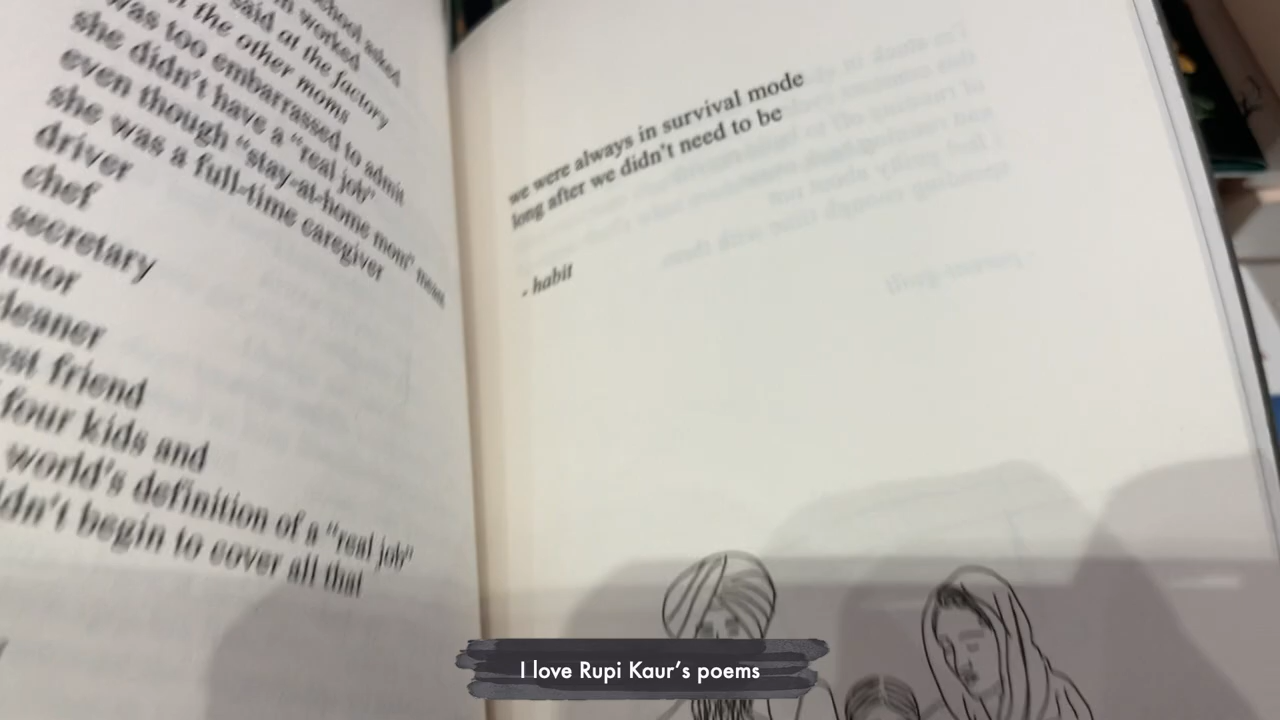 school asked
worked
said at the factory
the other moms
was too embarrassed to admit
she didn't have a "real job"
even though "stay-at-home mom" meant
she was a full-time caregiver
driver
chef
secretary
tutor
cleaner
friend
four kids and
world's definition of a "real job"
begin to cover all that
we were always in survival mode
long after we didn't need to be
- habit
I love Rupi Kaur's poems